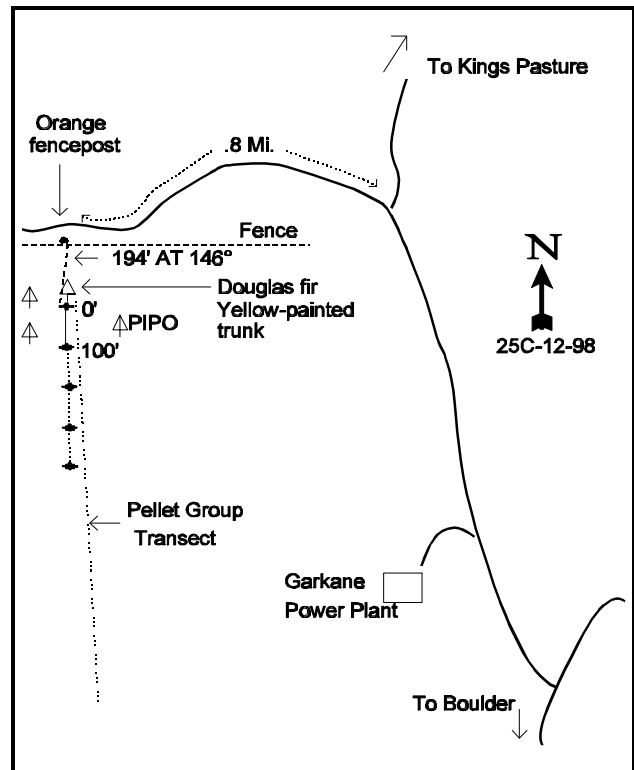 To Kings Pasture
Orange
fencepost
.8 Mi.
Fence
194' AT 146°
N
Douglas fir
Yellow-painted
trunk
0'
PIPO
100'
25C-12-98
Pellet Group
Transect
Garkane
Power Plant
To Boulder